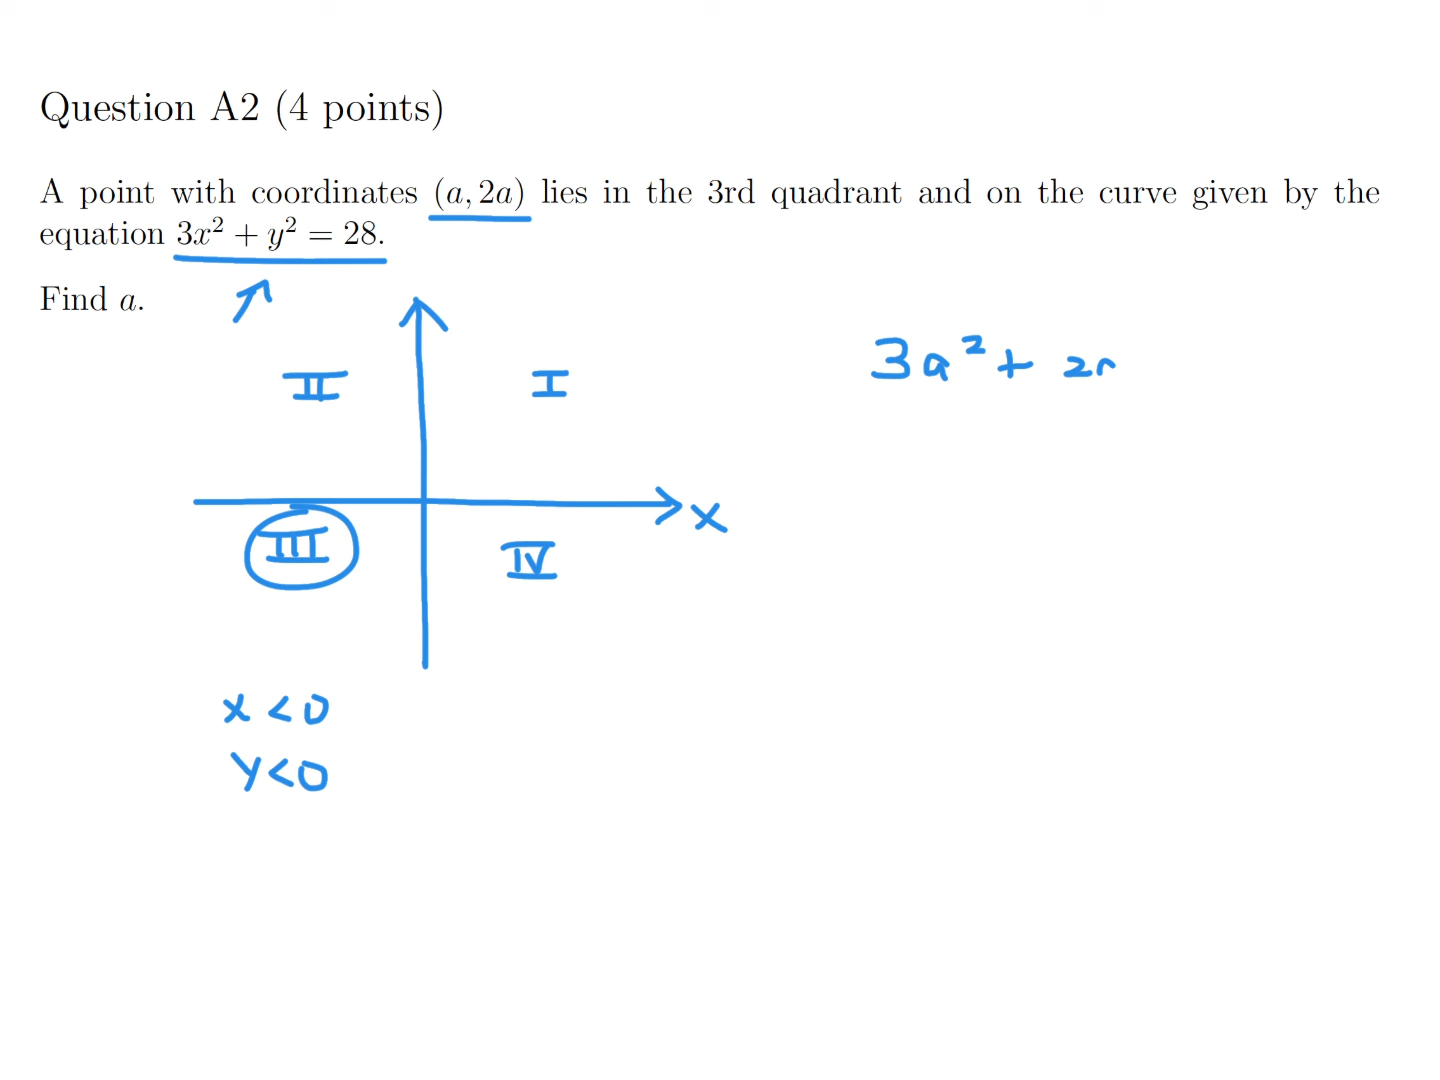 Question A2 (4 points)
A point with coordinates (a, 2a) lies in the 3rd quadrant and on the curve given by the
equation 3x² + y² = 28.
Find a.
3a² + 2
II
I
X
III
IV
x < 0
y < 0